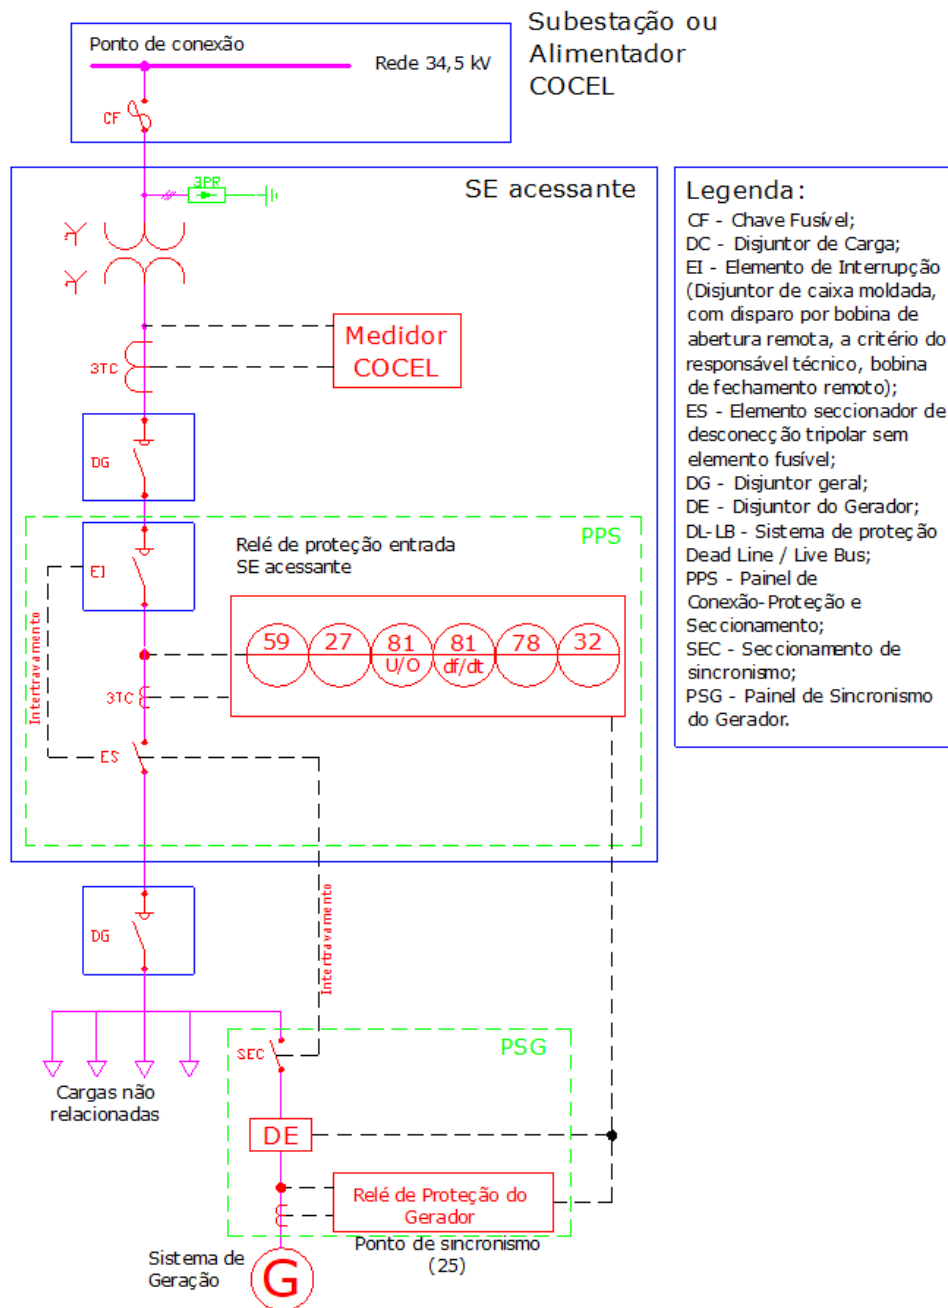 Subestação ou
Alimentador
COCEL
Ponto de conexão
Rede 34,5 kV
CF
SE acessante
3PR
Medidor
COCEL
3TC
DG
PPS
Relé de proteção entrada
SE acessante
EI
59
27
81
U/O
81
df/dt
78
32
Intertravamento
3TC
ES
DG
Intertravamento
Cargas não
relacionadas
PSG
SEC
DE
Relé de Proteção do
Gerador
Ponto de sincronismo
(25)
Sistema de
Geração
G
Legenda:
CF - Chave Fusível;
DC - Disjuntor de Carga;
EI - Elemento de Interrupção
(Disjuntor de caixa moldada,
com disparo por bobina de
abertura remota, a critério do
responsável técnico, bobina
de fechamento remoto);
ES - Elemento seccionador de
desconecção tripolar sem
elemento fusível;
DG - Disjuntor geral;
DE - Disjuntor do Gerador;
DL-LB - Sistema de proteção
Dead Line / Live Bus;
PPS - Painel de
Conexão-Proteção e
Seccionamento;
SEC - Seccionamento de
sincronismo;
PSG - Painel de Sincronismo
do Gerador.